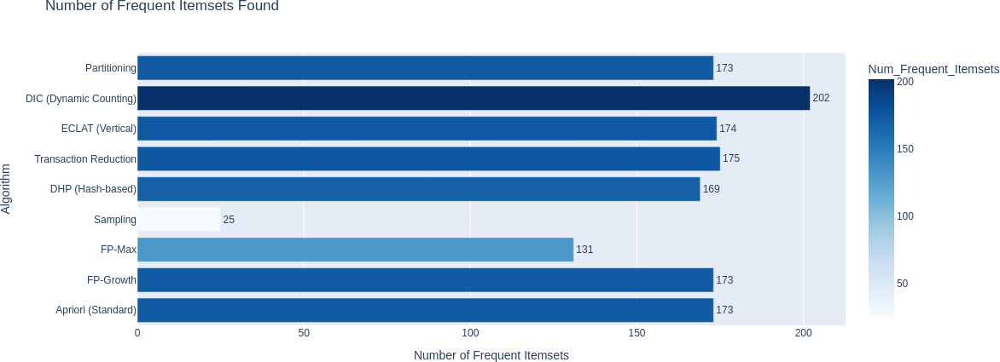 Number of Frequent Itemsets Found
Num_Frequent_Itemsets
Partitioning 173
DIC (Dynamic Counting) 202
ECLAT (Vertical) 174
Transaction Reduction 175
DHP (Hash-based) 169
Sampling 25
FP-Max 131
FP-Growth 173
Apriori (Standard) 173
Algorithm
0 50 100 150 200
Number of Frequent Itemsets
200
150
100
50